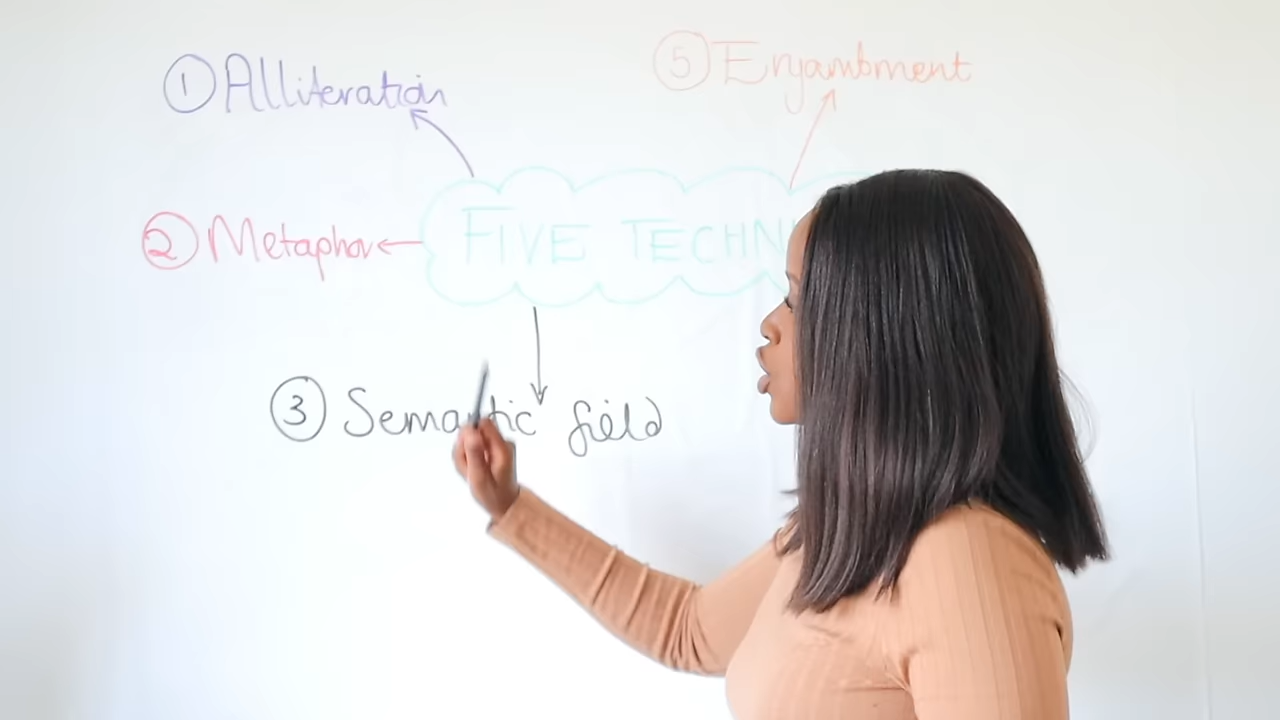 ① Alliteration
⑤ Enjambment
② Metaphor
FIVE TECHN
③ Semantic field